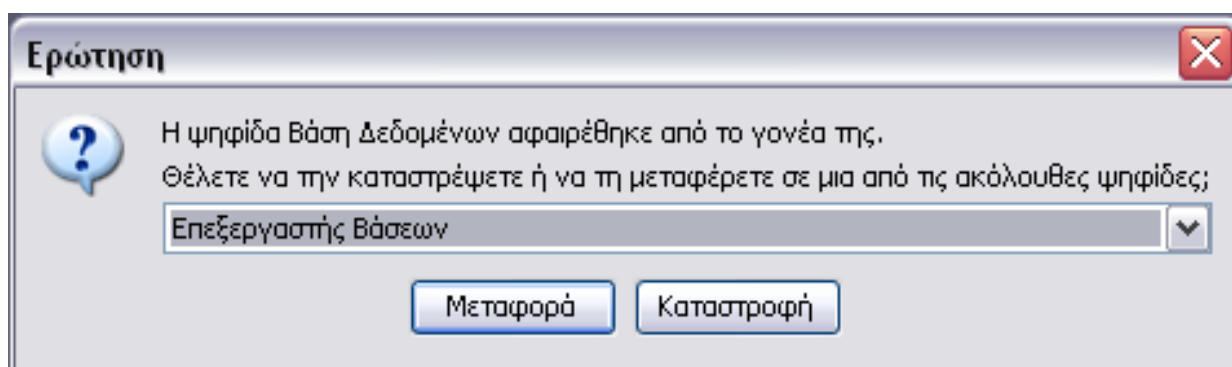 Ερώτηση
Η ψηφίδα Βάση Δεδομένων αφαιρέθηκε από το γονέα της.
Θέλετε να την καταστρέψετε ή να τη μεταφέρετε σε μια από τις ακόλουθες ψηφίδες;
Επεξεργαστής Βάσεων
Μεταφορά Καταστροφή